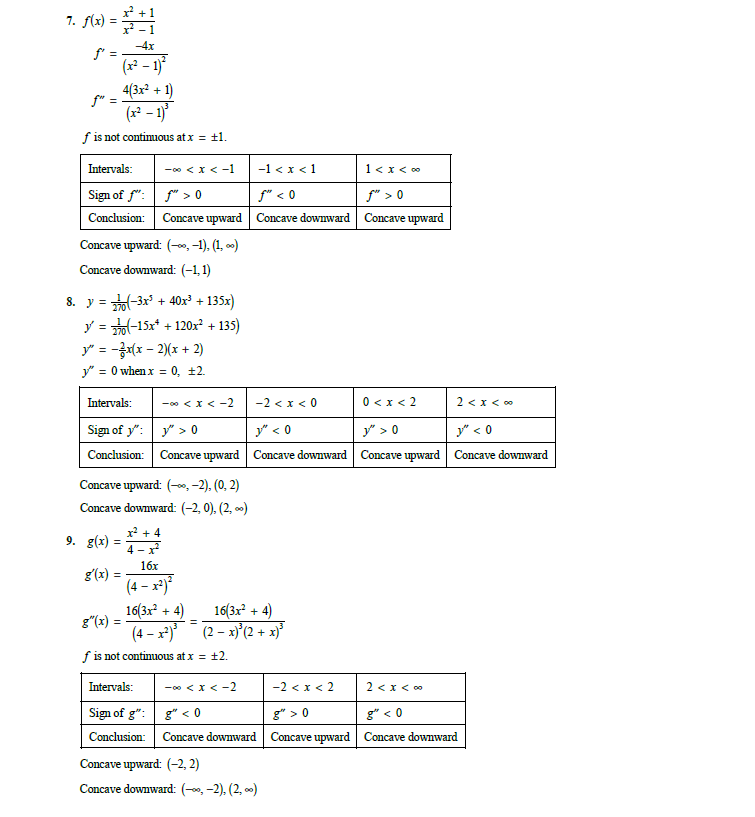 7. f(x) = (x² + 1)/(x² − 1)
f′ = −4x/(x² − 1)²
f″ = 4(3x² + 1)/(x² − 1)³
f is not continuous at x = ±1.
Intervals: −∞ < x < −1 −1 < x < 1 1 < x < ∞
Sign of f″: f″ > 0 f″ < 0 f″ > 0
Conclusion: Concave upward Concave downward Concave upward
Concave upward: (−∞, −1), (1, ∞)
Concave downward: (−1, 1)
8. y = 1/270(−3x⁵ + 40x³ + 135x)
y′ = 1/270(−15x⁴ + 120x² + 135)
y″ = −2/9x(x − 2)(x + 2)
y″ = 0 when x = 0, ±2.
Intervals: −∞ < x < −2 −2 < x < 0 0 < x < 2 2 < x < ∞
Sign of y″: y″ > 0 y″ < 0 y″ > 0 y″ < 0
Conclusion: Concave upward Concave downward Concave upward Concave downward
Concave upward: (−∞, −2), (0, 2)
Concave downward: (−2, 0), (2, ∞)
9. g(x) = (x² + 4)/(4 − x²)
g′(x) = 16x/(4 − x²)²
g″(x) = 16(3x² + 4)/(4 − x²)³ = 16(3x² + 4)/(2 − x)³(2 + x)³
f is not continuous at x = ±2.
Intervals: −∞ < x < −2 −2 < x < 2 2 < x < ∞
Sign of g″: g″ < 0 g″ > 0 g″ < 0
Conclusion: Concave downward Concave upward Concave downward
Concave upward: (−2, 2)
Concave downward: (−∞, −2), (2, ∞)